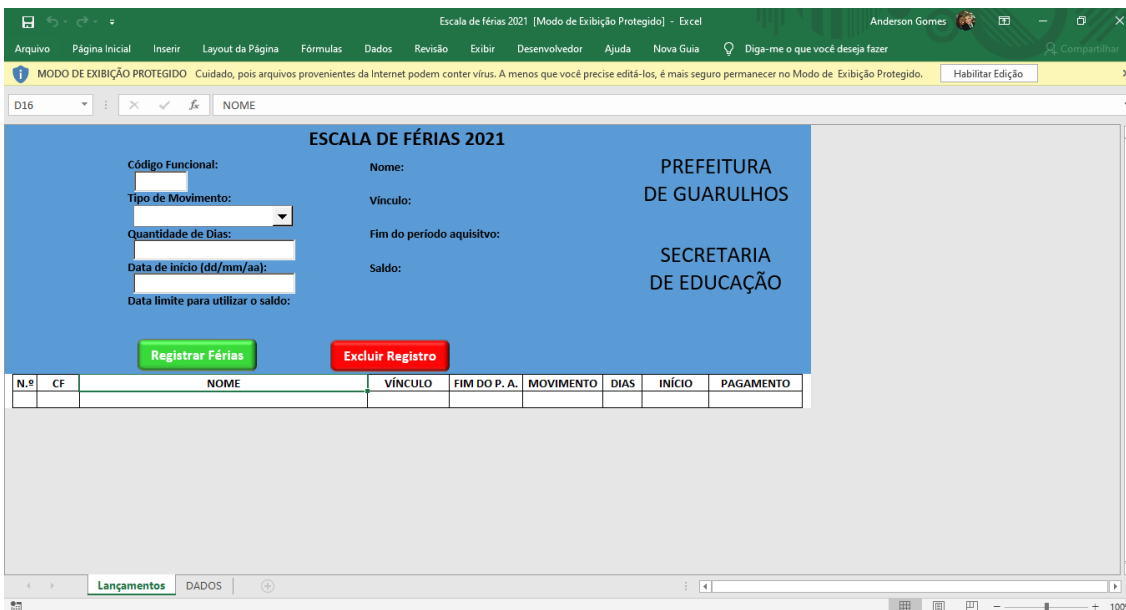 Escala de férias 2021 [Modo de Exibição Protegido] - Excel
Anderson Gomes
Arquivo Página Inicial Inserir Layout da Página Fórmulas Dados Revisão Exibir Desenvolvedor Ajuda Nova Guia Diga-me o que você deseja fazer Compartilhar
MODO DE EXIBIÇÃO PROTEGIDO Cuidado, pois arquivos provenientes da Internet podem conter vírus. A menos que você precise editá-los, é mais seguro permanecer no Modo de Exibição Protegido. Habilitar Edição
D16 fx NOME
ESCALA DE FÉRIAS 2021
Código Funcional:
Tipo de Movimento:
Quantidade de Dias:
Data de início (dd/mm/aa):
Data limite para utilizar o saldo:
Nome:
Vínculo:
Fim do período aquisitvo:
Saldo:
PREFEITURA
DE GUARULHOS
SECRETARIA
DE EDUCAÇÃO
Registrar Férias
Excluir Registro
N.º CF NOME VÍNCULO FIM DO P. A. MOVIMENTO DIAS INÍCIO PAGAMENTO
Lançamentos DADOS
100%